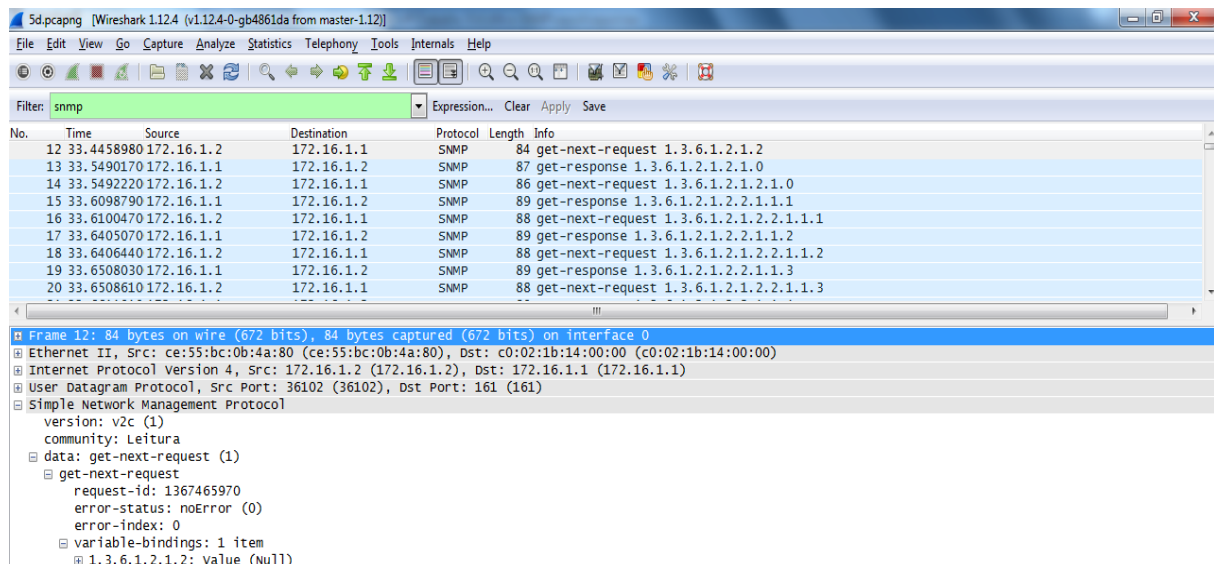 5d.pcapng [Wireshark 1.12.4 (v1.12.4-0-gb4861da from master-1.12)]
File Edit View Go Capture Analyze Statistics Telephony Tools Internals Help
Filter: snmp Expression... Clear Apply Save
No. Time Source Destination Protocol Length Info
12 33.4458980 172.16.1.2 172.16.1.1 SNMP 84 get-next-request 1.3.6.1.2.1.2
13 33.5490170 172.16.1.1 172.16.1.2 SNMP 87 get-response 1.3.6.1.2.1.2.1.0
14 33.5492220 172.16.1.2 172.16.1.1 SNMP 86 get-next-request 1.3.6.1.2.1.2.1.0
15 33.6098790 172.16.1.1 172.16.1.2 SNMP 89 get-response 1.3.6.1.2.1.2.2.1.1.1
16 33.6100470 172.16.1.2 172.16.1.1 SNMP 88 get-next-request 1.3.6.1.2.1.2.2.1.1.1
17 33.6405070 172.16.1.1 172.16.1.2 SNMP 89 get-response 1.3.6.1.2.1.2.2.1.1.2
18 33.6406440 172.16.1.2 172.16.1.1 SNMP 88 get-next-request 1.3.6.1.2.1.2.2.1.1.2
19 33.6508030 172.16.1.1 172.16.1.2 SNMP 89 get-response 1.3.6.1.2.1.2.2.1.1.3
20 33.6508610 172.16.1.2 172.16.1.1 SNMP 88 get-next-request 1.3.6.1.2.1.2.2.1.1.3
Frame 12: 84 bytes on wire (672 bits), 84 bytes captured (672 bits) on interface 0
Ethernet II, Src: ce:55:bc:0b:4a:80 (ce:55:bc:0b:4a:80), Dst: c0:02:1b:14:00:00 (c0:02:1b:14:00:00)
Internet Protocol Version 4, Src: 172.16.1.2 (172.16.1.2), Dst: 172.16.1.1 (172.16.1.1)
User Datagram Protocol, Src Port: 36102 (36102), Dst Port: 161 (161)
Simple Network Management Protocol
version: v2c (1)
community: Leitura
data: get-next-request (1)
get-next-request
request-id: 1367465970
error-status: noError (0)
error-index: 0
variable-bindings: 1 item
1.3.6.1.2.1.2: Value (Null)